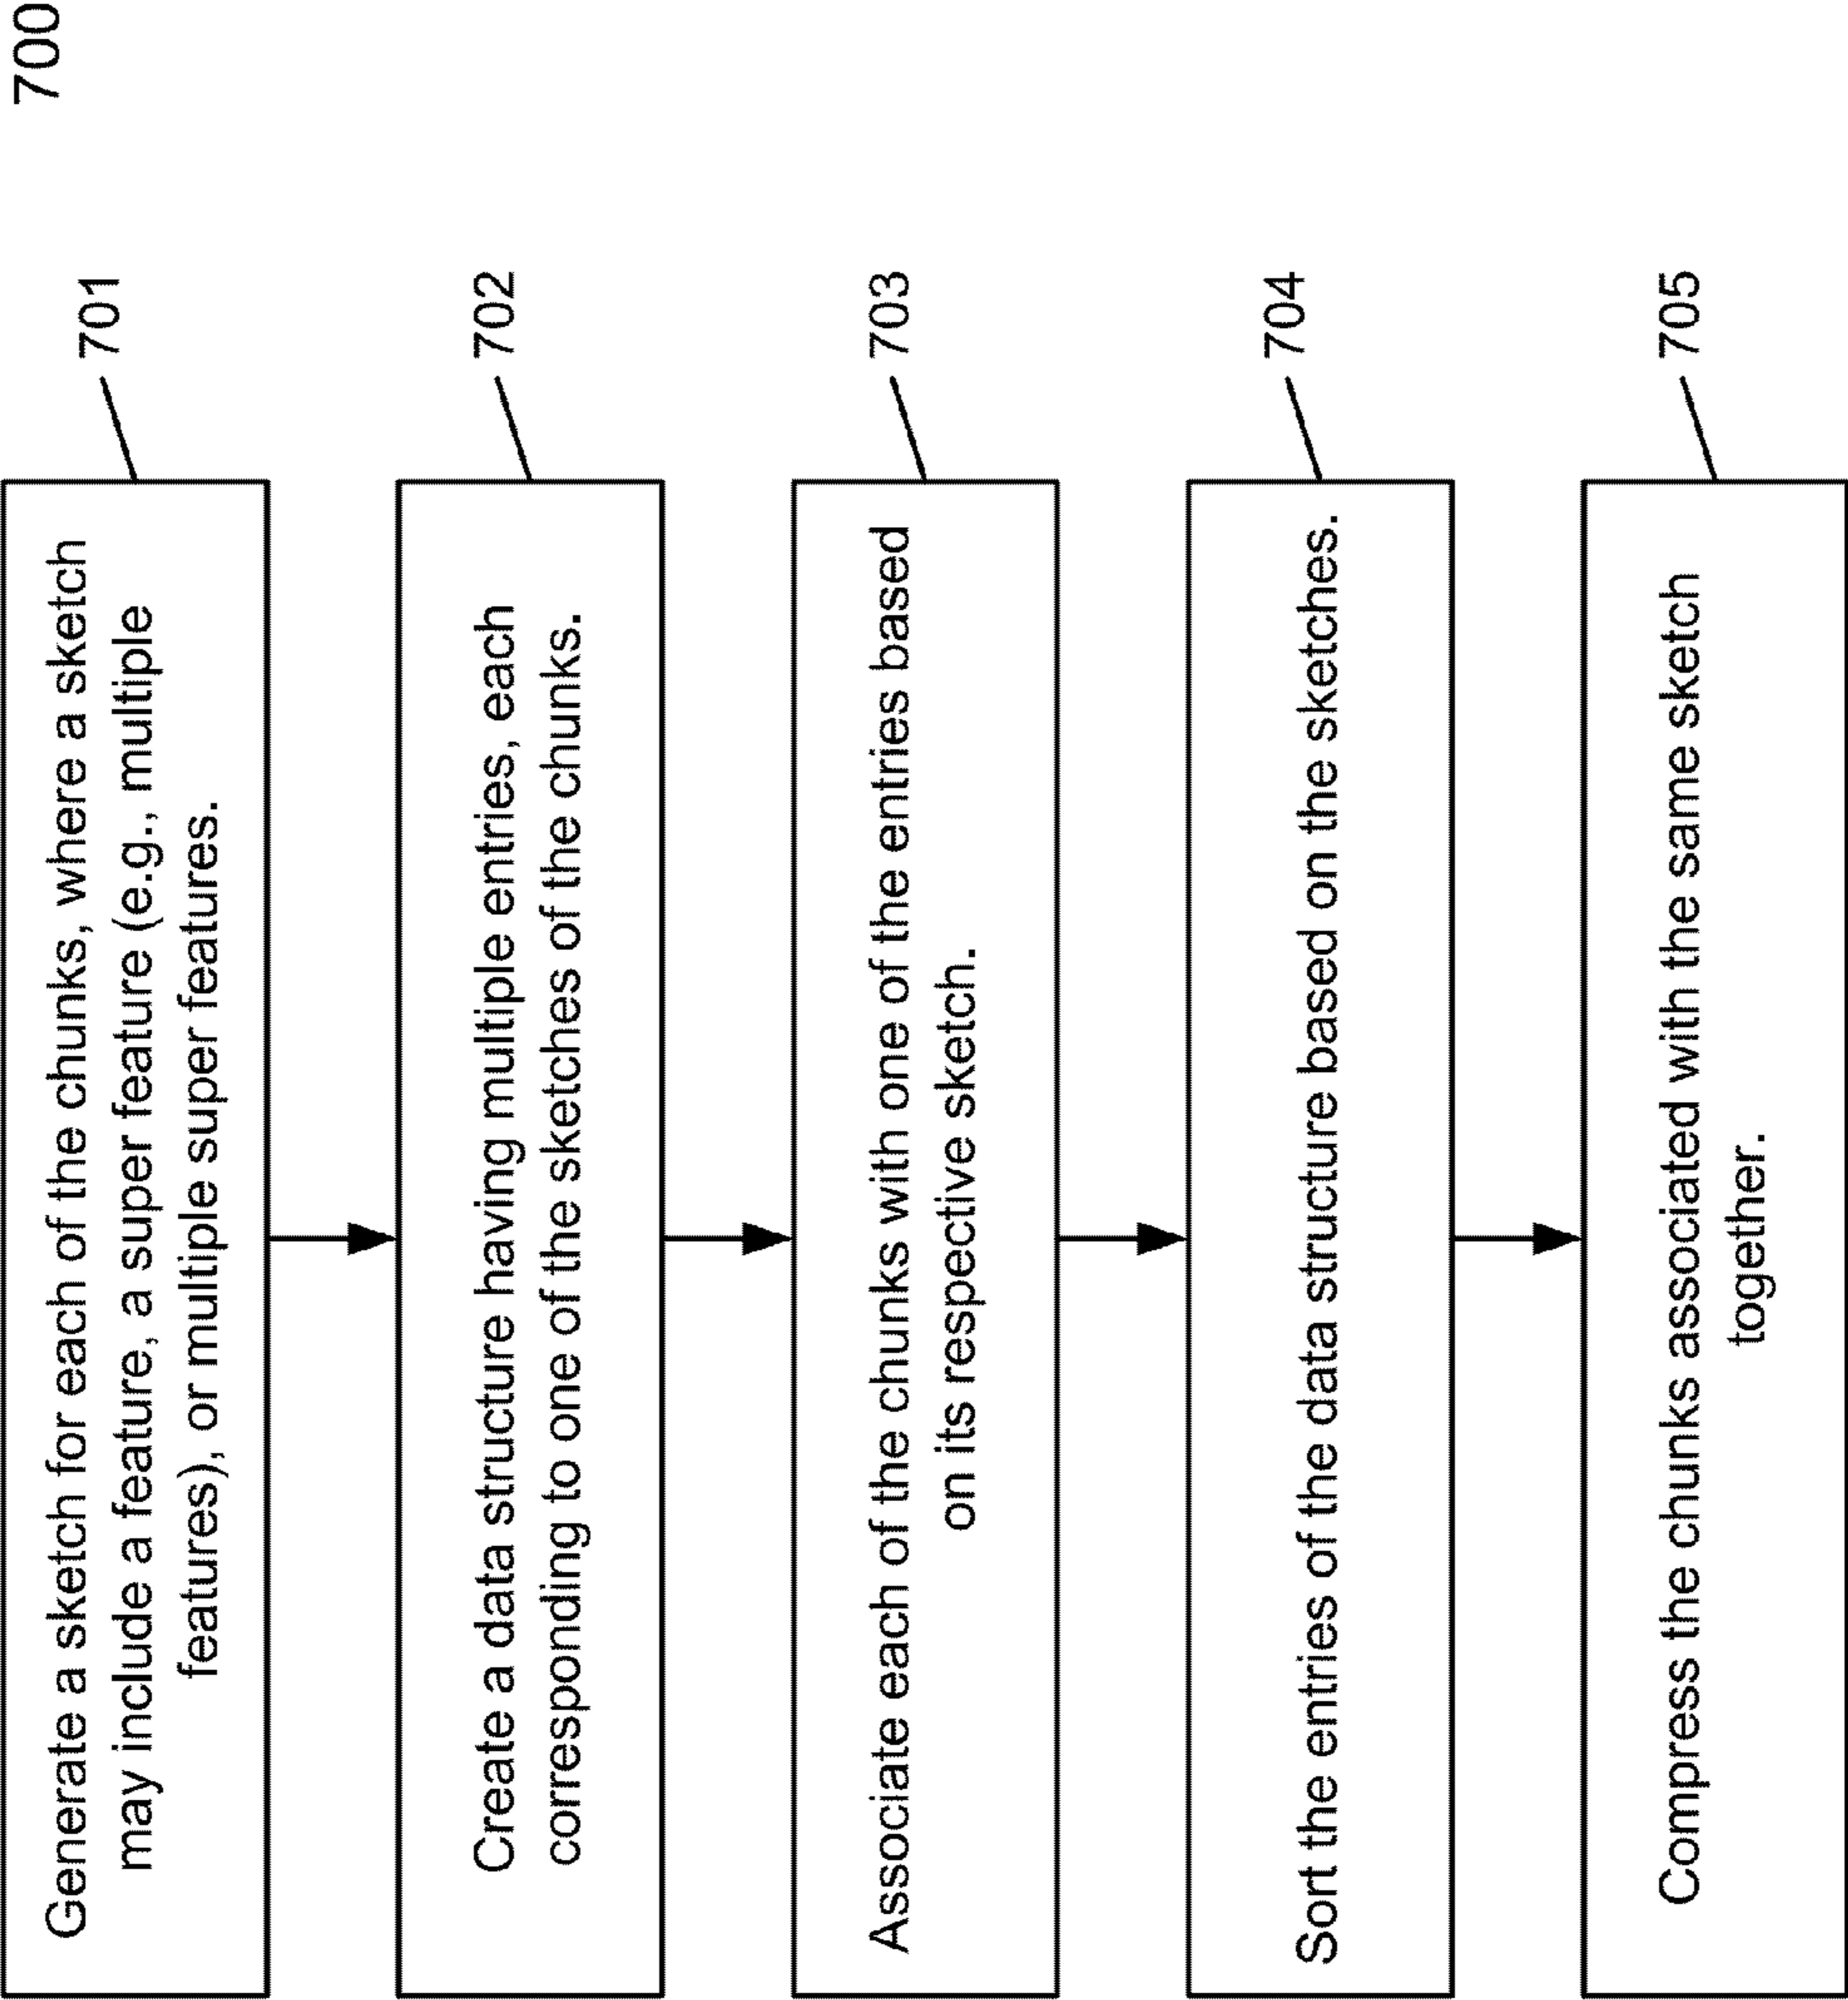 700
Generate a sketch for each of the chunks, where a sketch
may include a feature, a super feature (e.g., multiple
features), or multiple super features.
701
Create a data structure having multiple entries, each
corresponding to one of the sketches of the chunks.
702
Associate each of the chunks with one of the entries based
on its respective sketch.
703
Sort the entries of the data structure based on the sketches.
704
Compress the chunks associated with the same sketch
together.
705